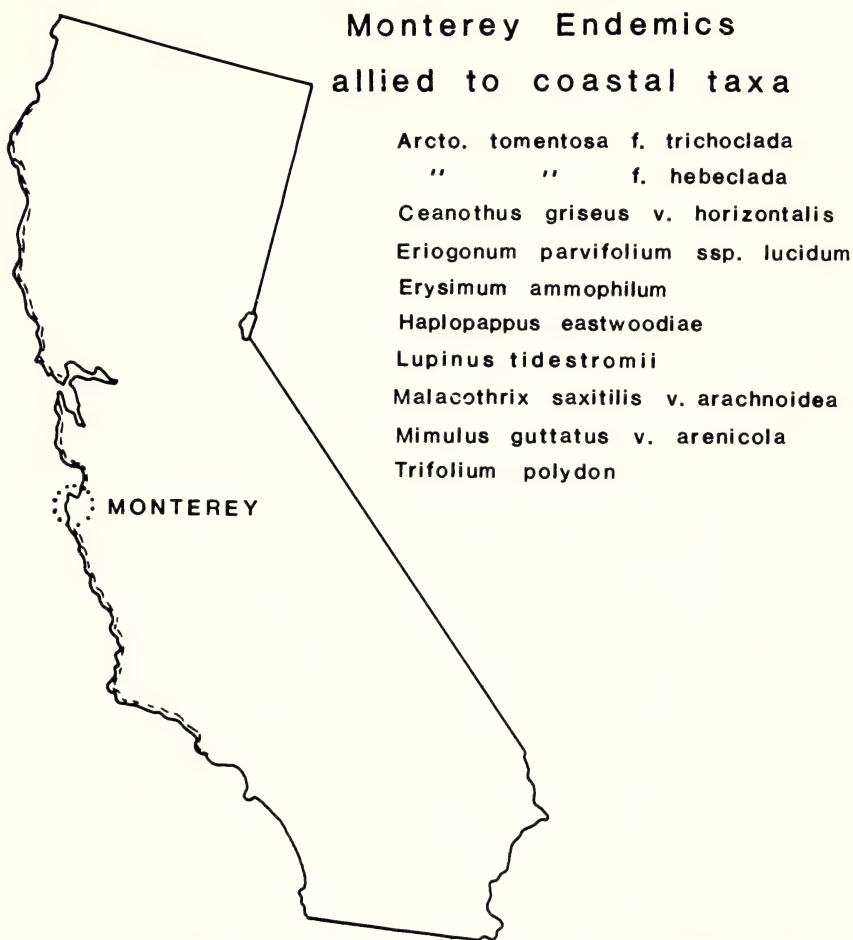 Monterey Endemics
allied to coastal taxa
Arcto. tomentosa f. trichoclada
" " f. hebeclada
Ceanothus griseus v. horizontalis
Eriogonum parvifolium ssp. lucidum
Erysimum ammophilum
Haplopappus eastwoodiae
Lupinus tidestromii
Malacothrix saxitilis v. arachnoidea
Mimulus guttatus v. arenicola
Trifolium polydon
MONTEREY